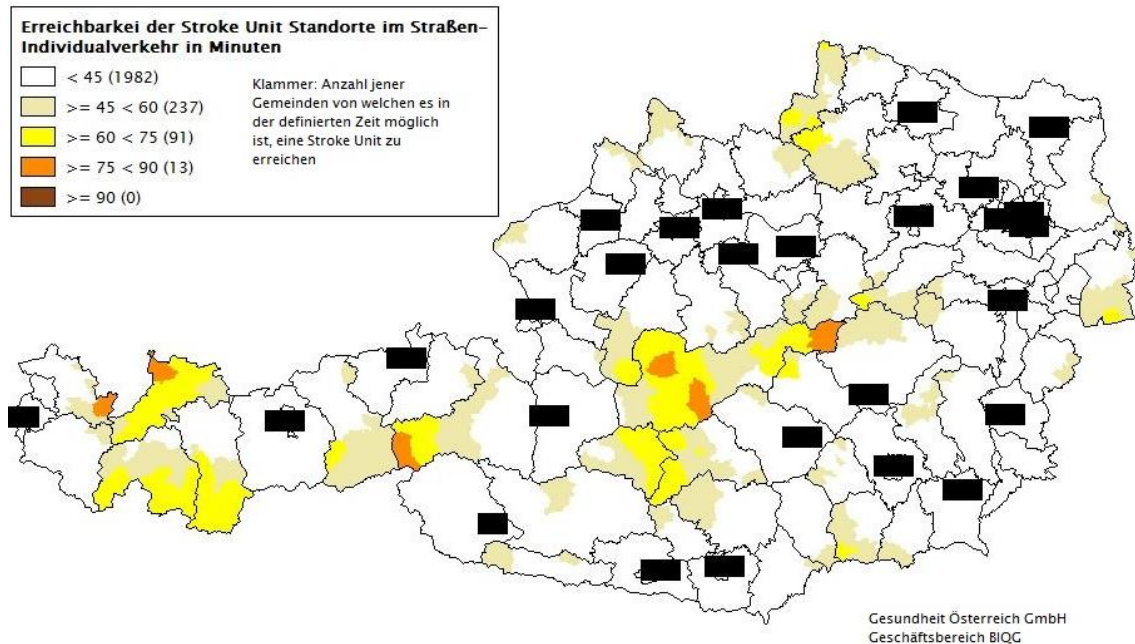 Erreichbarkei der Stroke Unit Standorte im Straßen-
Individualverkehr in Minuten
< 45 (1982)
>= 45 < 60 (237)
>= 60 < 75 (91)
>= 75 < 90 (13)
>= 90 (0)
Klammer: Anzahl jener
Gemeinden von welchen es in
der definierten Zeit möglich
ist, eine Stroke Unit zu
erreichen
Gesundheit Österreich GmbH
Geschäftsbereich BIQG